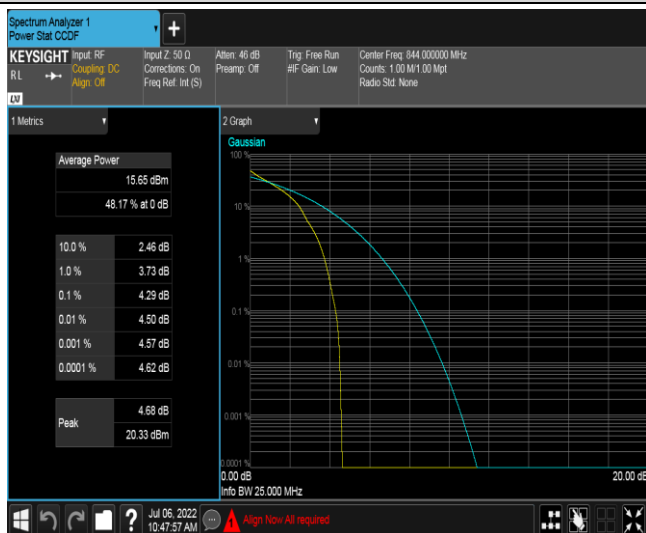 Spectrum Analyzer 1
Power Stat CCDF
KEYSIGHT
RL
LXI
Input: RF
Coupling: DC
Align: Off
Input Z: 50 Ω
Corrections: On
Freq Ref: Int (S)
Atten: 46 dB
Preamp: Off
Trig: Free Run
#IF Gain: Low
Center Freq: 844.000000 MHz
Counts: 1.00 M/1.00 Mpt
Radio Std: None
1 Metrics
Average Power
15.65 dBm
48.17 % at 0 dB
10.0 % 2.46 dB
1.0 % 3.73 dB
0.1 % 4.29 dB
0.01 % 4.50 dB
0.001 % 4.57 dB
0.0001 % 4.62 dB
Peak
4.68 dB
20.33 dBm
2 Graph
Gaussian
100 %
10 %
1 %
0.1 %
0.01 %
0.001 %
0.0001 %
0.00 dB
20.00 dB
Info BW 25.000 MHz
Jul 06, 2022
10:47:57 AM
Align Now All required